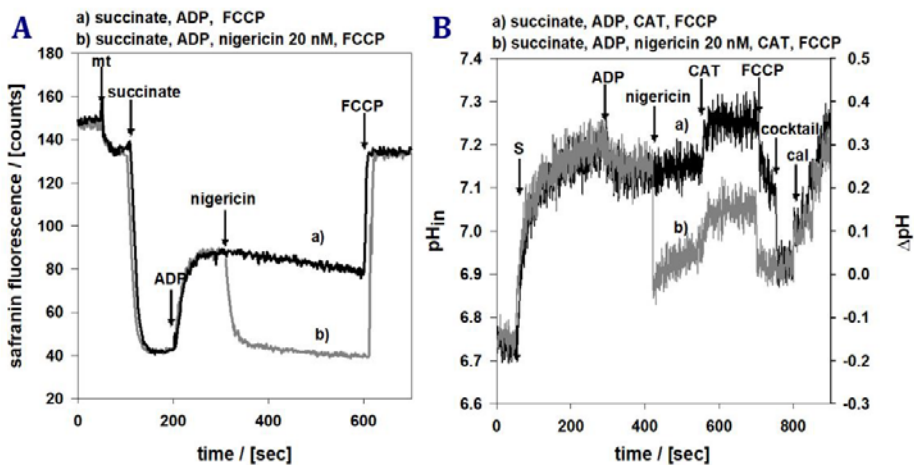 A
a) succinate, ADP, FCCP
b) succinate, ADP, nigericin 20 nM, FCCP
safranin fluorescence / [counts]
180
160
140
120
100
80
60
40
20
mt
succinate
FCCP
nigericin
a)
ADP
b)
0 200 400 600
time / [sec]
B
a) succinate, ADP, CAT, FCCP
b) succinate, ADP, nigericin 20 nM, CAT, FCCP
pHin
7.4
7.3
7.2
7.1
7.0
6.9
6.8
6.7
6.6
ADP
CAT
FCCP
nigericin
a)
cocktail
S
cal
b)
0.5
0.4
0.3
0.2
0.1
0.0
-0.1
-0.2
-0.3
ΔpH
0 200 400 600 800
time / [sec]